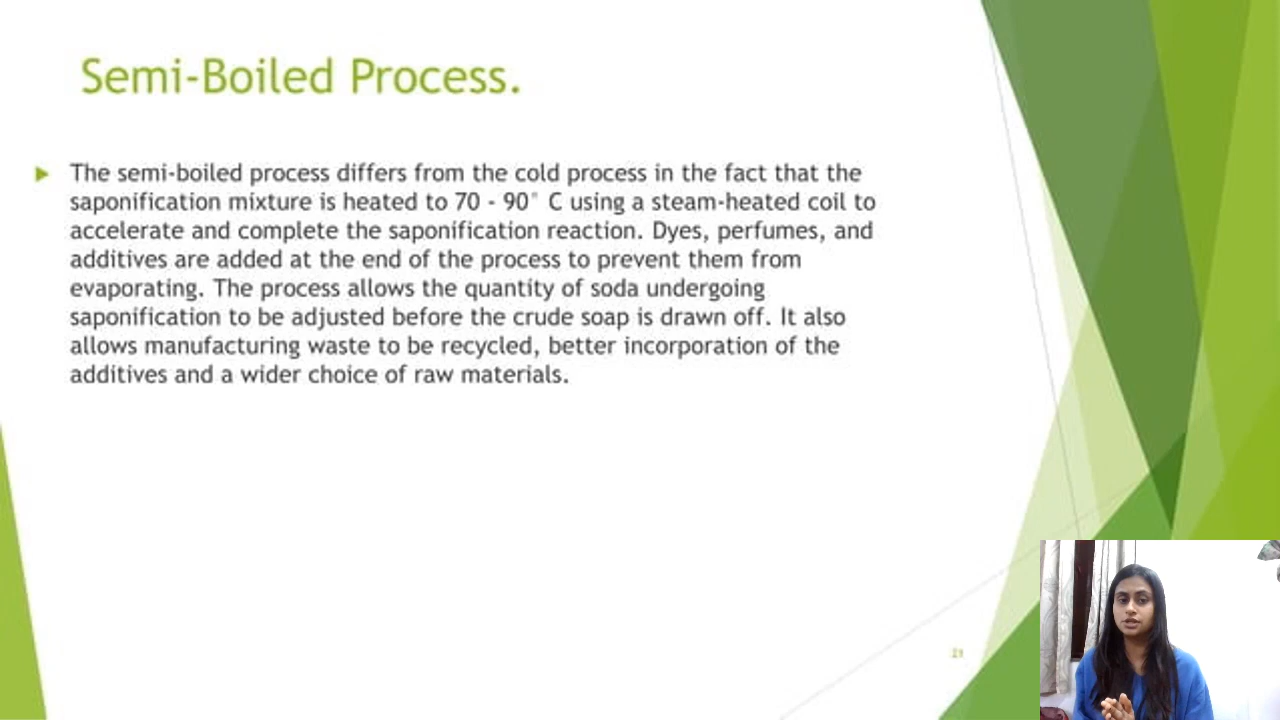 Semi-Boiled Process.
The semi-boiled process differs from the cold process in the fact that the
saponification mixture is heated to 70 - 90° C using a steam-heated coil to
accelerate and complete the saponification reaction. Dyes, perfumes, and
additives are added at the end of the process to prevent them from
evaporating. The process allows the quantity of soda undergoing
saponification to be adjusted before the crude soap is drawn off. It also
allows manufacturing waste to be recycled, better incorporation of the
additives and a wider choice of raw materials.